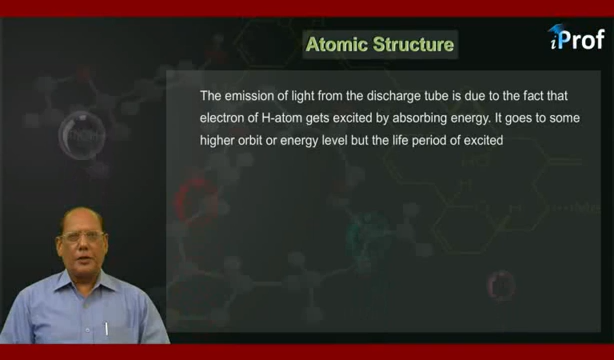 Atomic Structure
iProf
The emission of light from the discharge tube is due to the fact that
electron of H-atom gets excited by absorbing energy. It goes to some
higher orbit or energy level but the life period of excited